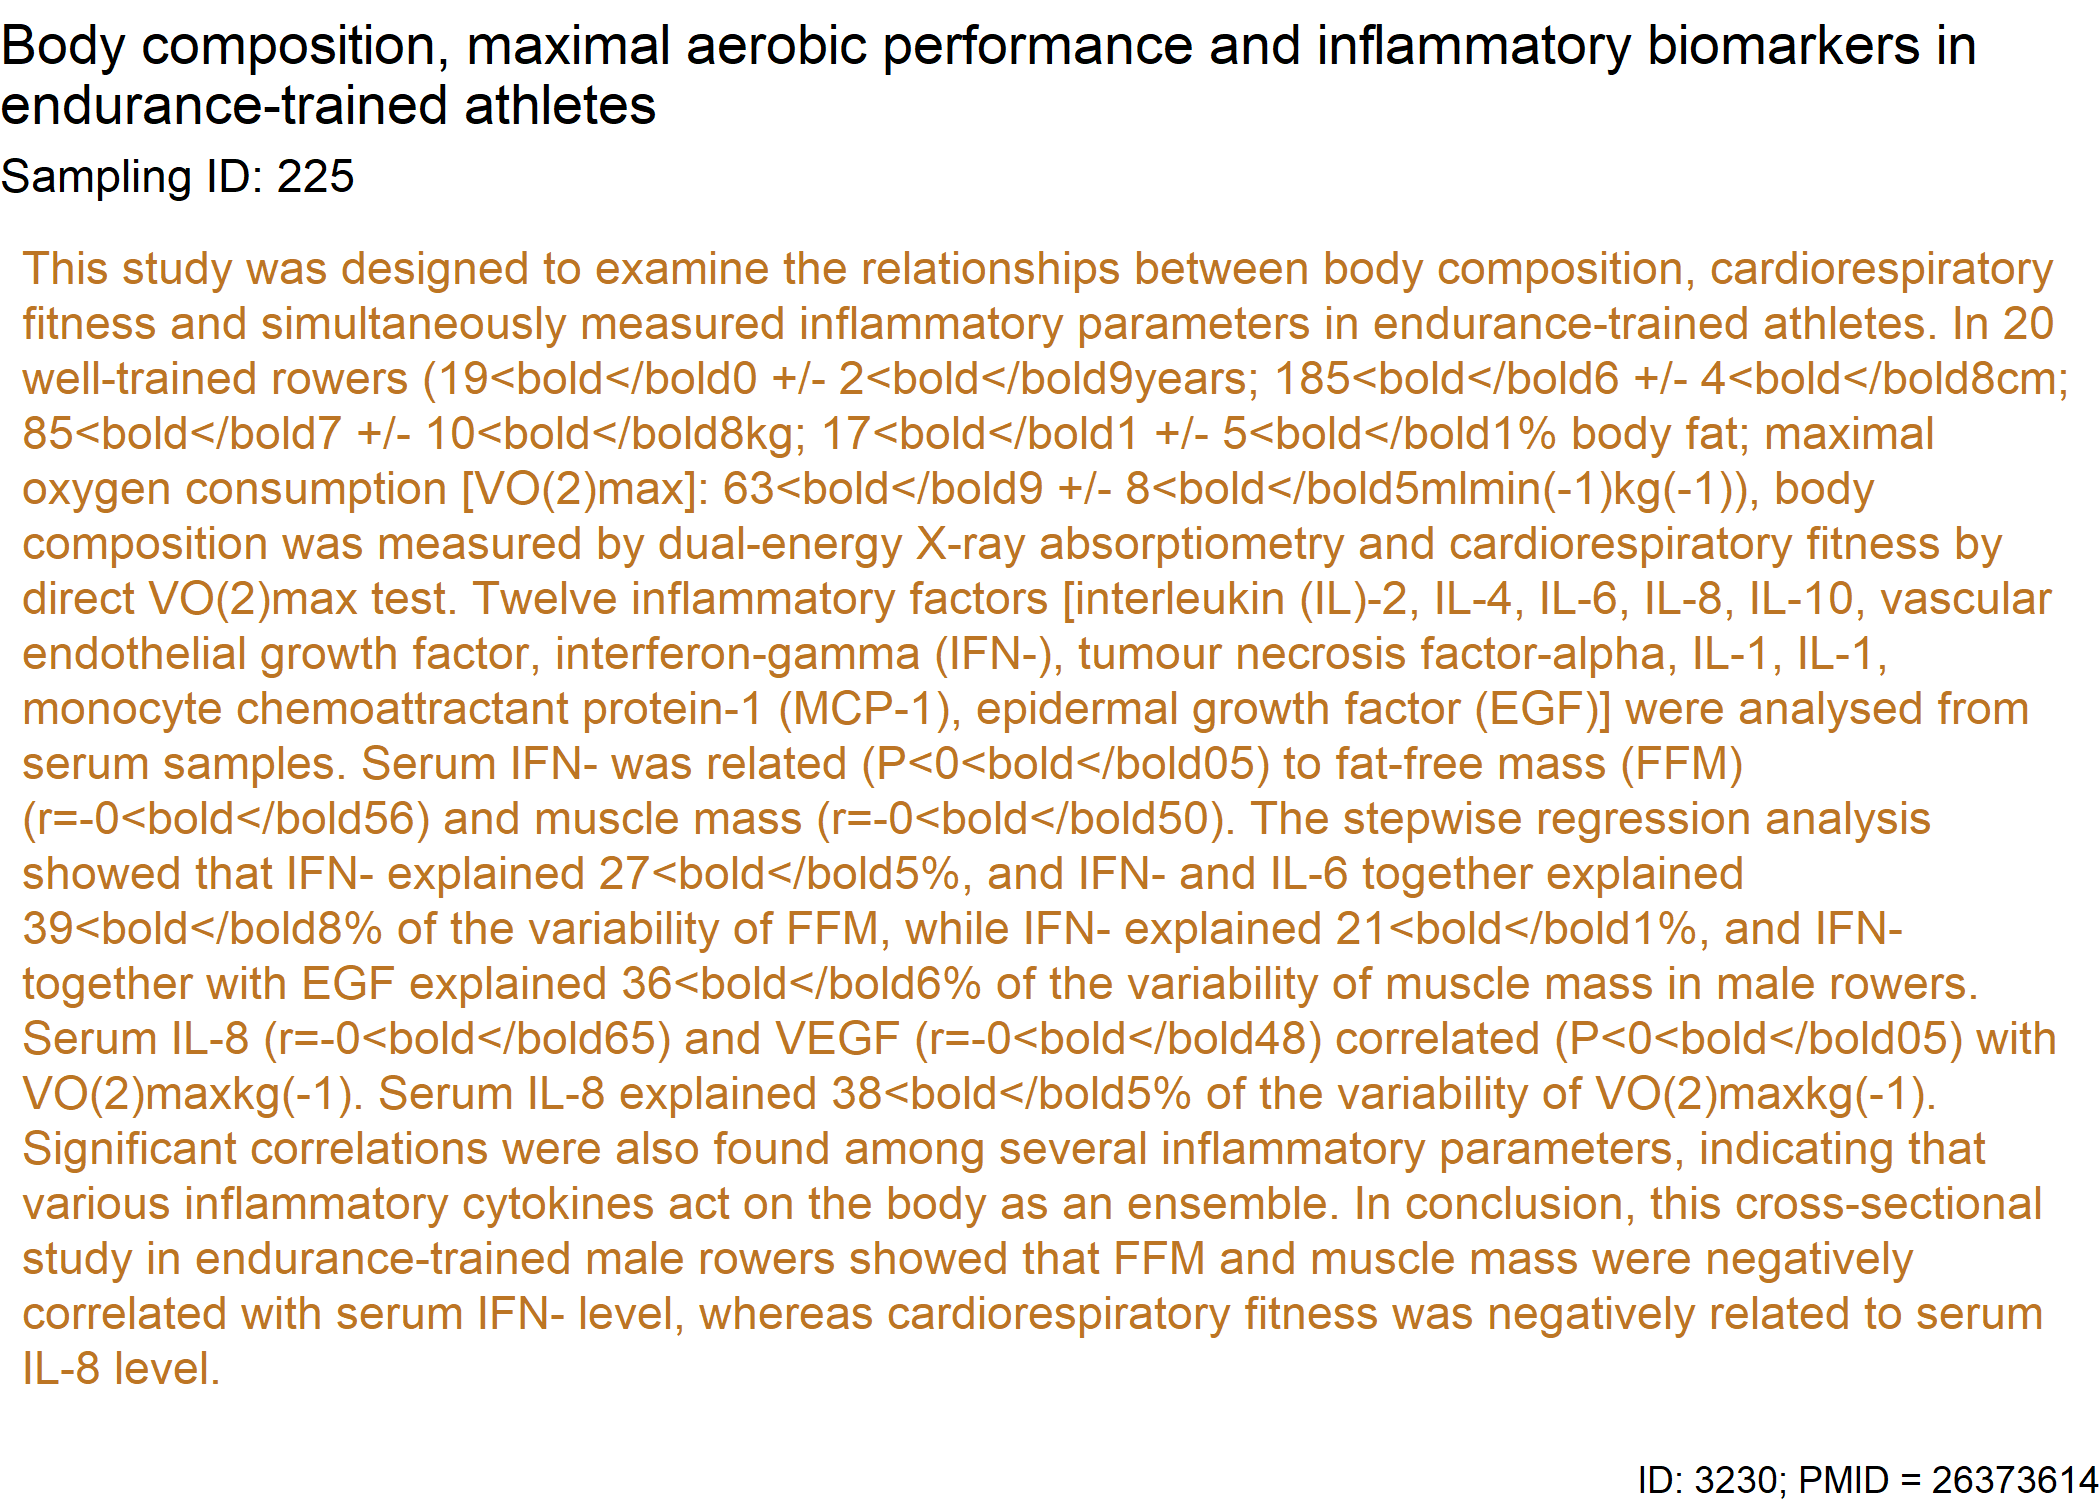 Body composition, maximal aerobic performance and inflammatory biomarkers in
endurance-trained athletes
Sampling ID: 225
This study was designed to examine the relationships between body composition, cardiorespiratory
fitness and simultaneously measured inflammatory parameters in endurance-trained athletes. In 20
well-trained rowers (19<bold</bold0 +/- 2<bold</bold9years; 185<bold</bold6 +/- 4<bold</bold8cm;
85<bold</bold7 +/- 10<bold</bold8kg; 17<bold</bold1 +/- 5<bold</bold1% body fat; maximal
oxygen consumption [VO(2)max]: 63<bold</bold9 +/- 8<bold</bold5mlmin(-1)kg(-1)), body
composition was measured by dual-energy X-ray absorptiometry and cardiorespiratory fitness by
direct VO(2)max test. Twelve inflammatory factors [interleukin (IL)-2, IL-4, IL-6, IL-8, IL-10, vascular
endothelial growth factor, interferon-gamma (IFN-), tumour necrosis factor-alpha, IL-1, IL-1,
monocyte chemoattractant protein-1 (MCP-1), epidermal growth factor (EGF)] were analysed from
serum samples. Serum IFN- was related (P<0<bold</bold05) to fat-free mass (FFM)
(r=-0<bold</bold56) and muscle mass (r=-0<bold</bold50). The stepwise regression analysis
showed that IFN- explained 27<bold</bold5%, and IFN- and IL-6 together explained
39<bold</bold8% of the variability of FFM, while IFN- explained 21<bold</bold1%, and IFN-
together with EGF explained 36<bold</bold6% of the variability of muscle mass in male rowers.
Serum IL-8 (r=-0<bold</bold65) and VEGF (r=-0<bold</bold48) correlated (P<0<bold</bold05) with
VO(2)maxkg(-1). Serum IL-8 explained 38<bold</bold5% of the variability of VO(2)maxkg(-1).
Significant correlations were also found among several inflammatory parameters, indicating that
various inflammatory cytokines act on the body as an ensemble. In conclusion, this cross-sectional
study in endurance-trained male rowers showed that FFM and muscle mass were negatively
correlated with serum IFN- level, whereas cardiorespiratory fitness was negatively related to serum
IL-8 level.
ID: 3230; PMID = 26373614